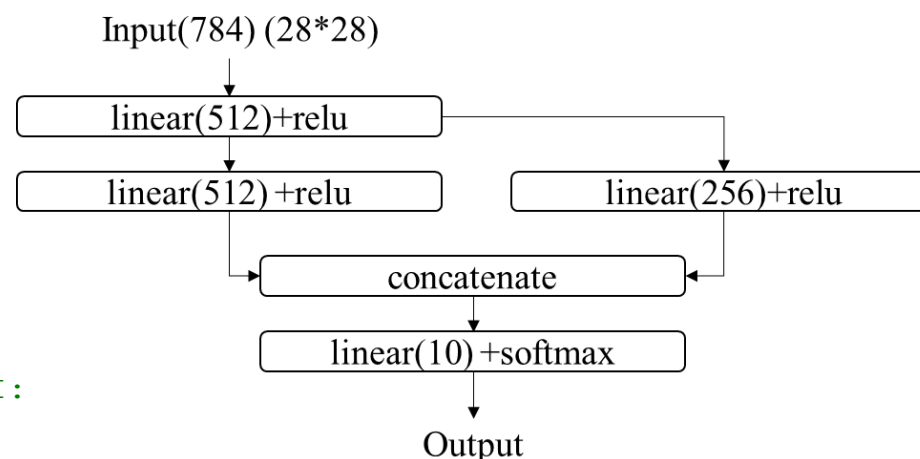 Input(784) (28*28)
linear(512)+relu
linear(512) +relu
linear(256)+relu
concatenate
linear(10) +softmax
:
Output